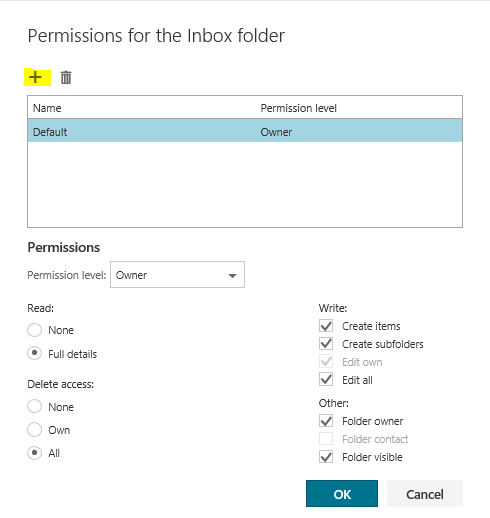 Permissions for the Inbox folder
Name Permission level
Default Owner
Permissions
Permission level: Owner
Read:
None
Full details
Delete access:
None
Own
All
Write:
Create items
Create subfolders
Edit own
Edit all
Other:
Folder owner
Folder contact
Folder visible
OK Cancel